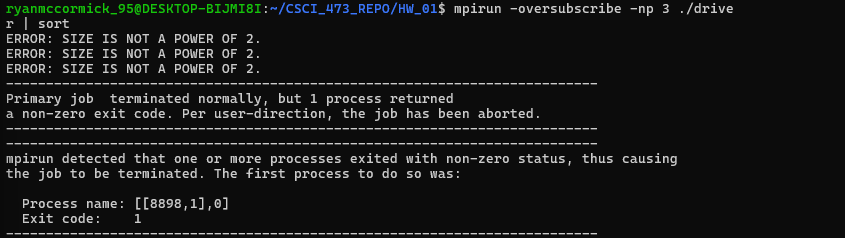 ryanmccormick_95@DESKTOP-BIJMI8I:~/CSCI_473_REPO/HW_01$ mpirun -oversubscribe -np 3 ./drive
r | sort
ERROR: SIZE IS NOT A POWER OF 2.
ERROR: SIZE IS NOT A POWER OF 2.
ERROR: SIZE IS NOT A POWER OF 2.
--------------------------------------------------------------------------
Primary job  terminated normally, but 1 process returned
a non-zero exit code. Per user-direction, the job has been aborted.
--------------------------------------------------------------------------
--------------------------------------------------------------------------
mpirun detected that one or more processes exited with non-zero status, thus causing
the job to be terminated. The first process to do so was:

  Process name: [[8898,1],0]
  Exit code:    1
--------------------------------------------------------------------------